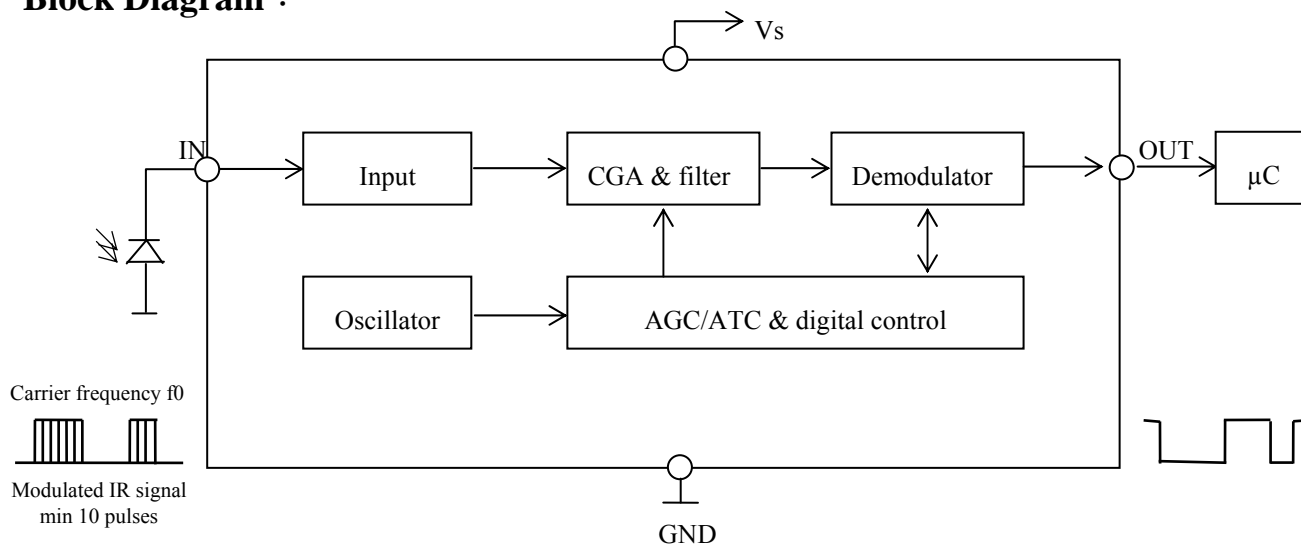 Block Diagram :
Vs
IN
Input
CGA & filter
Demodulator
OUT
µC
Oscillator
AGC/ATC & digital control
Carrier frequency f0
Modulated IR signal
min 10 pulses
GND